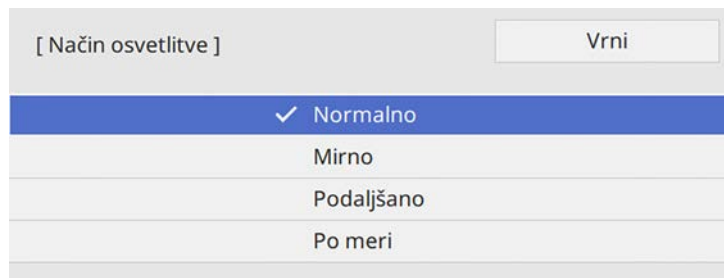 [ Način osvetlitve ]
Vrni
✓ Normalno
Mirno
Podaljšano
Po meri